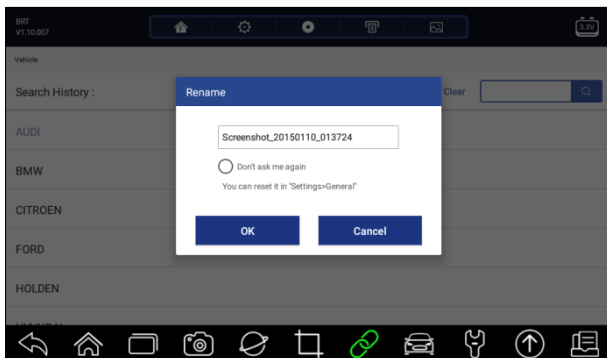 BRT
V1.10.007
3.3V
Vehicle
Search History :
Clear
Rename
Screenshot_20150110_013724
Don't ask me again
You can reset it in "Settings>General"
OK
Cancel
AUDI
BMW
CITROEN
FORD
HOLDEN